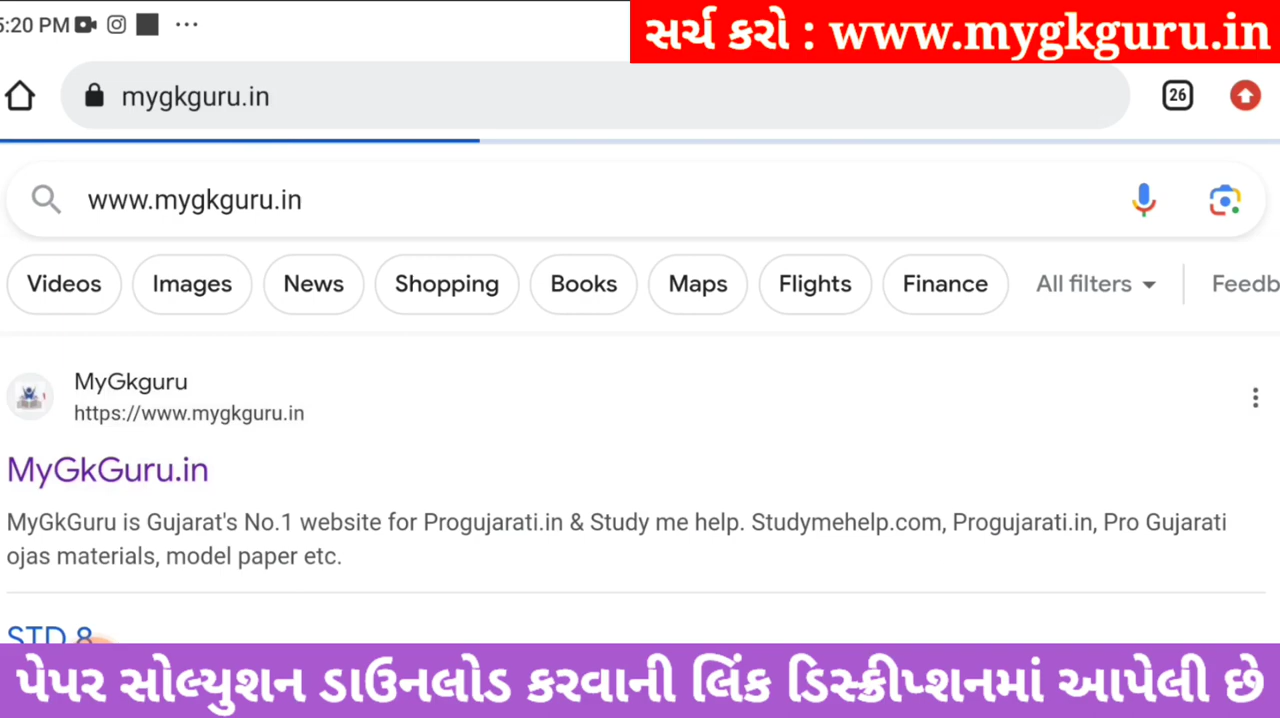 5:20 PM
સર્ચ કરો : www.mygkguru.in
mygkguru.in
26
www.mygkguru.in
Videos Images News Shopping Books Maps Flights Finance All filters Feedb
MyGkguru
https://www.mygkguru.in
MyGkGuru.in
MyGkGuru is Gujarat's No.1 website for Progujarati.in & Study me help. Studymehelp.com, Progujarati.in, Pro Gujarati
ojas materials, model paper etc.
STD 8
પેપર સોલ્યુશન ડાઉનલોડ કરવાની લિંક ડિસ્ક્રીપ્શનમાં આપેલી છે